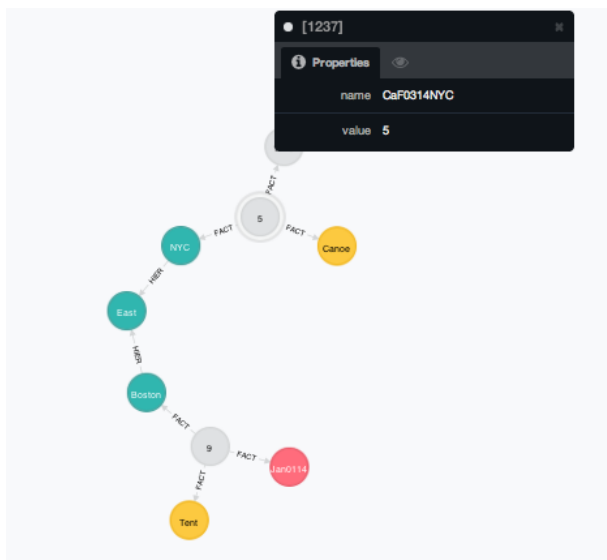 [1237]
Properties
name CaF0314NYC
value 5
FACT
5
FACT
FACT
NYC
Canoe
HIER
East
HIER
Boston
FACT
9
FACT
Jan0114
FACT
Tent